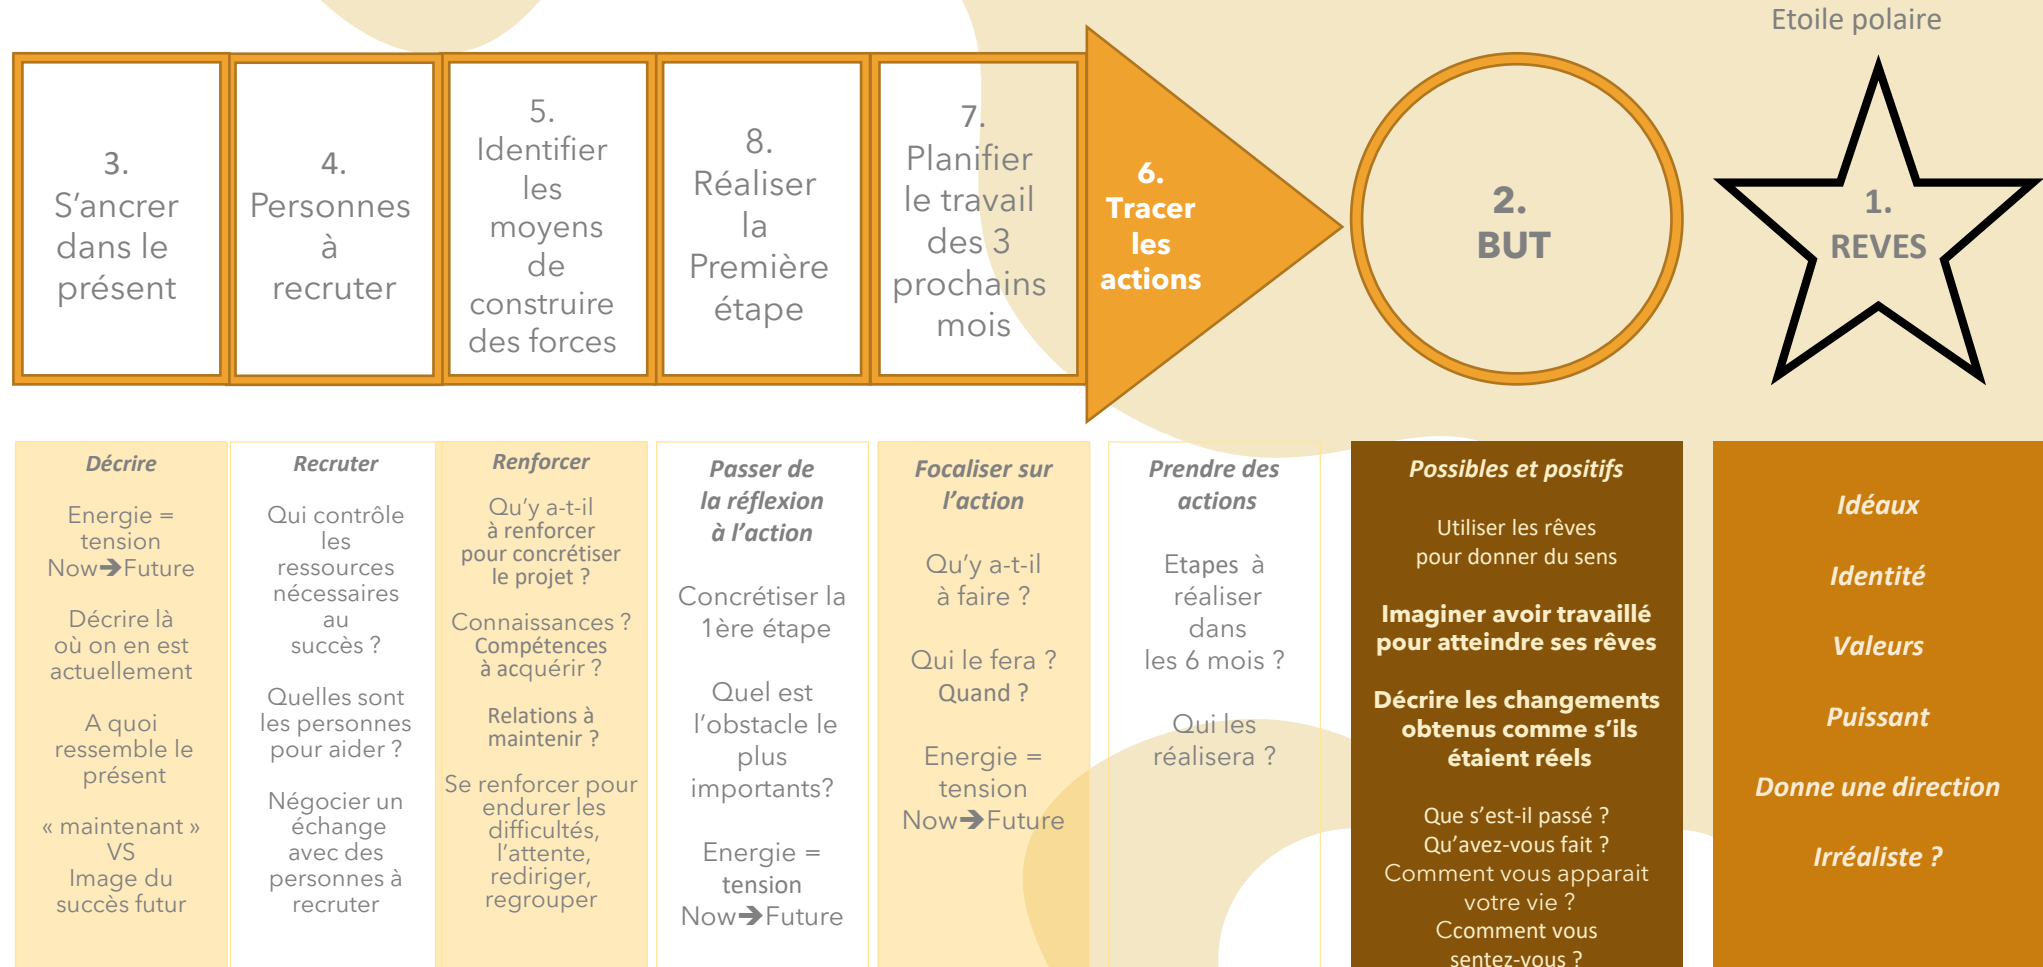 Etoile polaire
3.
S’ancrer
dans le
présent
4.
Personnes
à
recruter
5.
Identifier
les
moyens
de
construire
des forces
8.
Réaliser
la
Première
étape
7.
Planifier
le travail
des 3
prochains
mois
6.
Tracer
les
actions
2.
BUT
1.
REVES
Décrire
Energie =
tension
Now➔Future
Décrire là
où on en est
actuellement
A quoi
ressemble le
présent
« maintenant »
VS
Image du
succès futur
Recruter
Qui contrôle
les
ressources
nécessaires
au
succès ?
Quelles sont
les personnes
pour aider ?
Négocier un
échange
avec des
personnes à
recruter
Renforcer
Qu’y a-t-il
à renforcer
pour concrétiser
le projet ?
Connaissances ?
Compétences
à acquérir ?
Relations à
maintenir ?
Se renforcer pour
endurer les
difficultés,
l’attente,
rediriger,
regrouper
Passer de
la réflexion
à l’action
Concrétiser la
1ère étape
Quel est
l’obstacle le
plus
importants?
Energie =
tension
Now➔Future
Focaliser sur
l’action
Qu’y a-t-il
à faire ?
Qui le fera ?
Quand ?
Energie =
tension
Now➔Future
Prendre des
actions
Etapes à
réaliser
dans
les 6 mois ?
Qui les
réalisera ?
Possibles et positifs
Utiliser les rêves
pour donner du sens
Imaginer avoir travaillé
pour atteindre ses rêves
Décrire les changements
obtenus comme s’ils
étaient réels
Que s’est-il passé ?
Qu’avez-vous fait ?
Comment vous apparait
votre vie ?
Ccomment vous
sentez-vous ?
Idéaux
Identité
Valeurs
Puissant
Donne une direction
Irréaliste ?